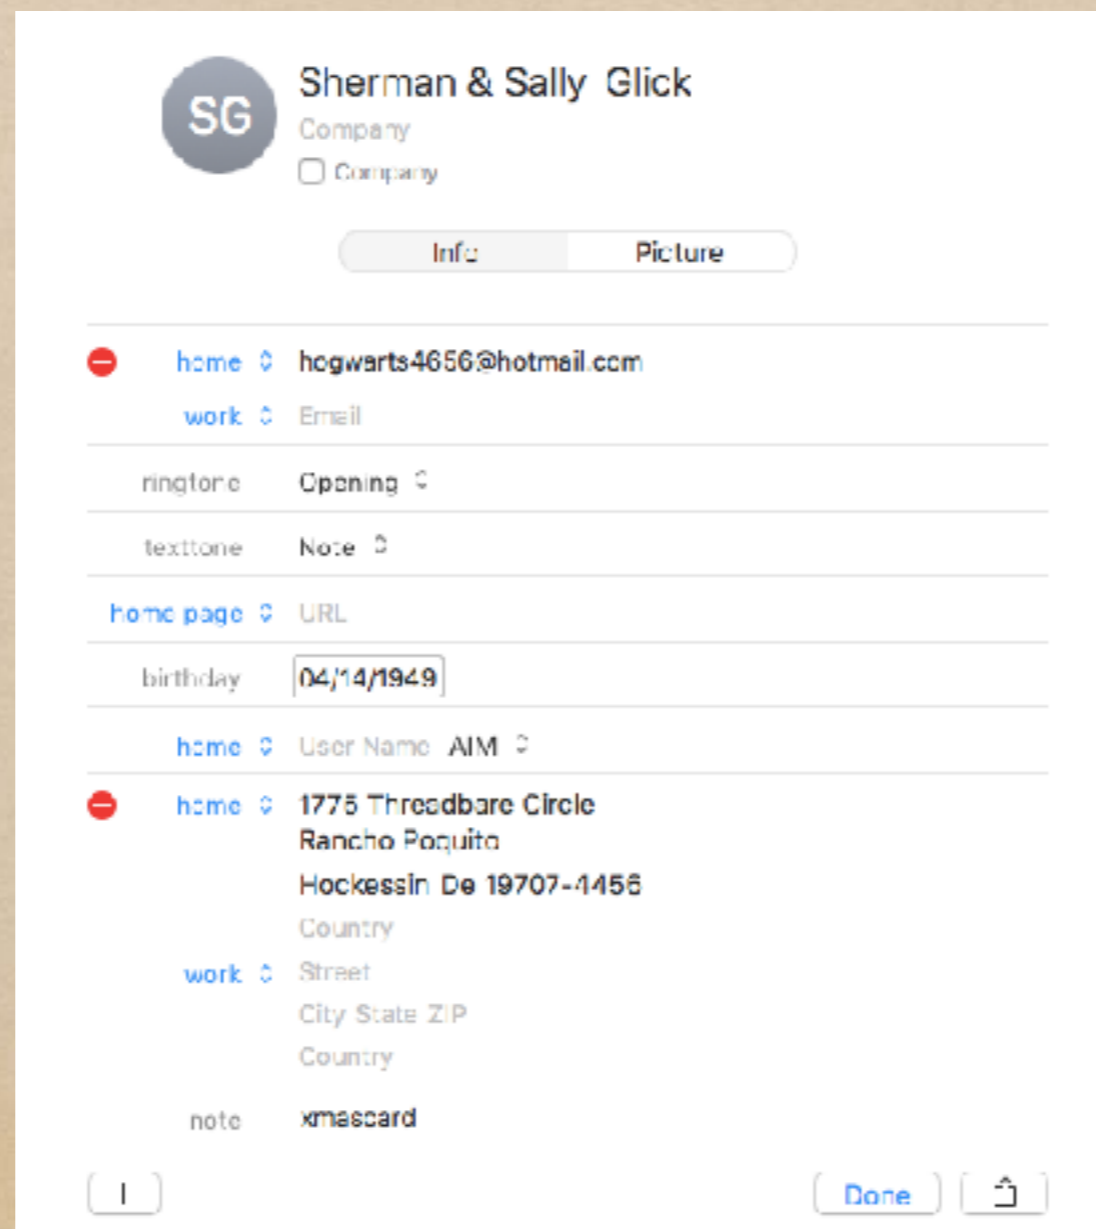 SG
Sherman & Sally Glick
Company
Company
Info Picture
home hogwarts4656@hotmail.com
work Email
ringtone Opening
texttone Note
home page URL
birthday 04/14/1949
home User Name AIM
home 1775 Threadbare Circle
Rancho Poquito
Hockessin De 19707-4456
Country
work Street
City State ZIP
Country
note xmascard
Done